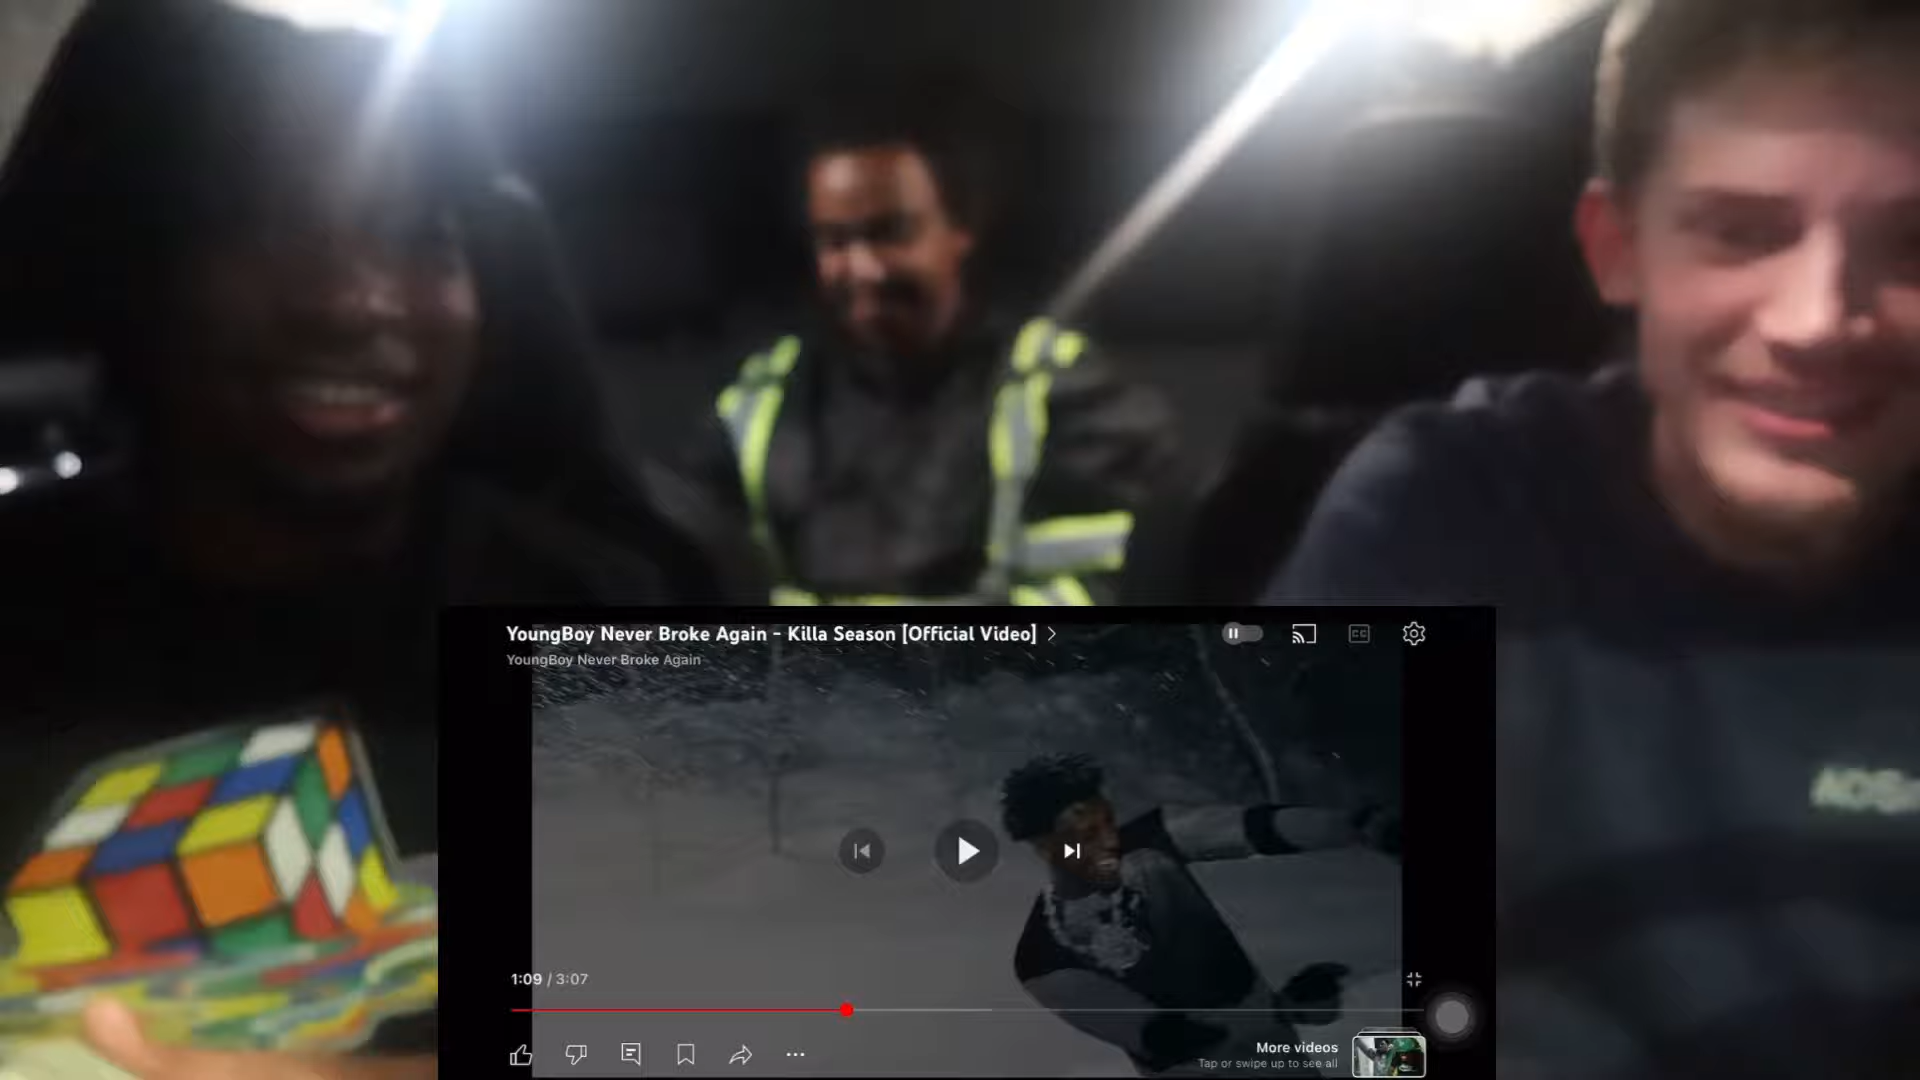 YoungBoy Never Broke Again - Killa Season [Official Video]
YoungBoy Never Broke Again
CC
1:09 / 3:07
More videos
Tap or swipe up to see all